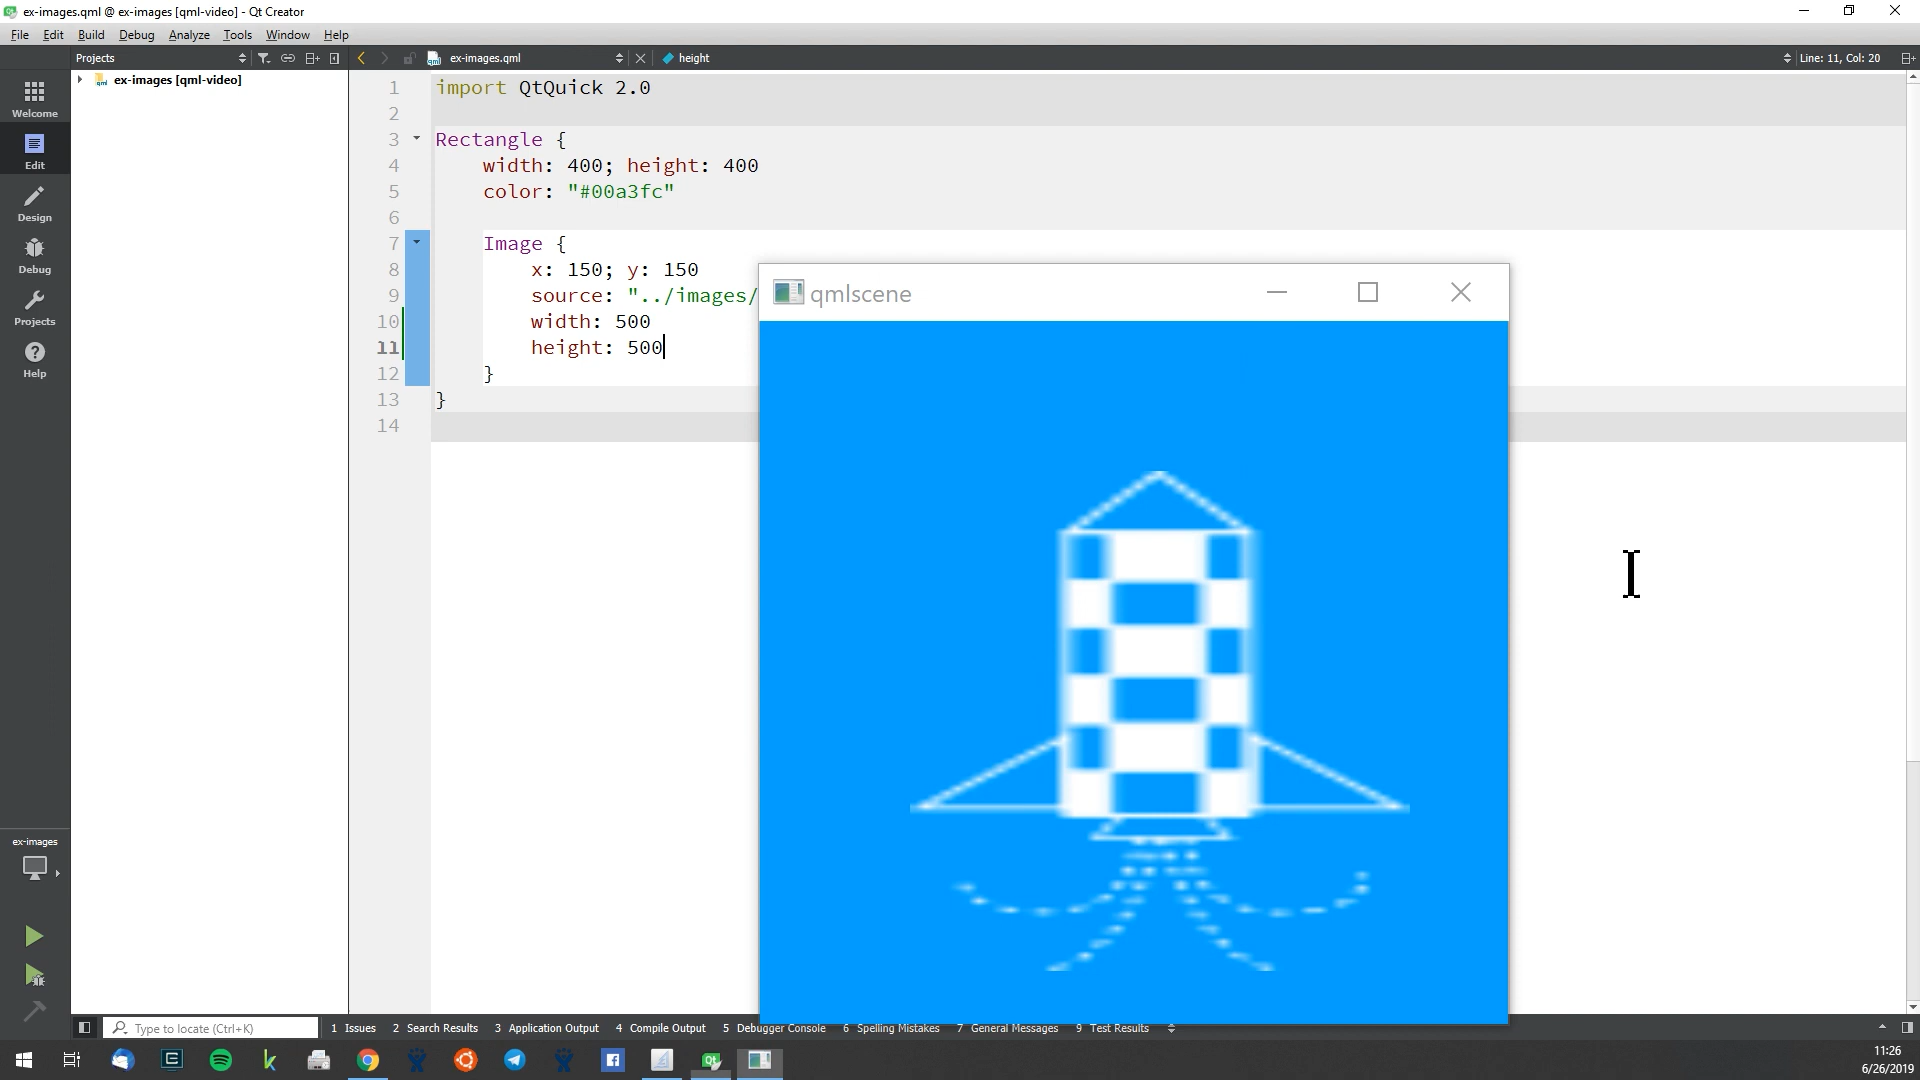 ex-images.qml @ ex-images [qml-video] - Qt Creator
File Edit Build Debug Analyze Tools Window Help
Projects ex-images.qml height Line: 11, Col: 20
ex-images [qml-video]
Welcome
Edit
Design
Debug
Projects
Help
ex-images
1 import QtQuick 2.0
2
3 Rectangle {
4 width: 400; height: 400
5 color: "#00a3fc"
6
7 Image {
8 x: 150; y: 150
9 source: "../images/
10 width: 500
11 height: 500
12 }
13 }
14
qmlscene
Type to locate (Ctrl+K) 1 Issues 2 Search Results 3 Application Output 4 Compile Output 5 Debugger Console 6 Spelling Mistakes 7 General Messages 9 Test Results
11:26
6/26/2019